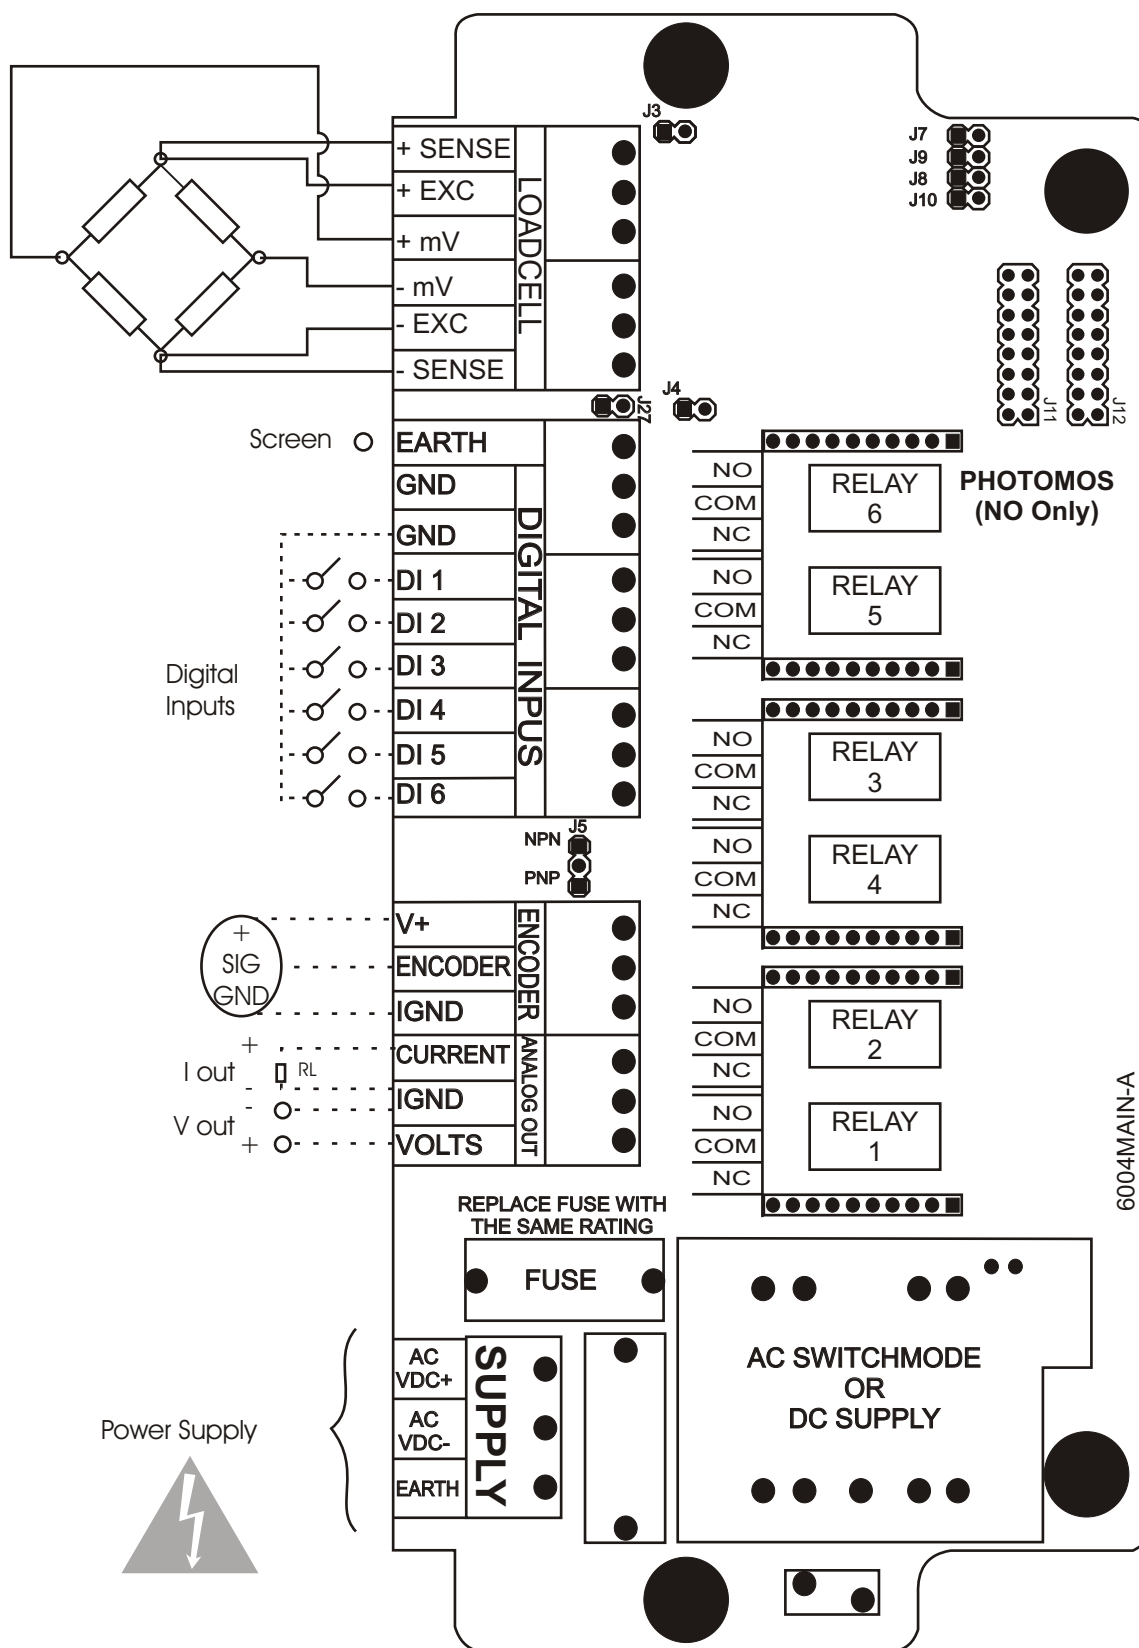 J3
J7
J9
J8
J10
+ SENSE
+ EXC
+ mV
- mV
- EXC
- SENSE
LOADCELL
J11
J12
J27
J4
Screen
EARTH
GND
GND
DI 1
DI 2
DI 3
DI 4
DI 5
DI 6
DIGITAL INPUS
Digital
Inputs
NO
COM
NC
RELAY
6
PHOTOMOS
(NO Only)
NO
COM
NC
RELAY
5
NO
COM
NC
RELAY
3
NO
COM
NC
RELAY
4
NPN
J5
PNP
+
SIG
GND
V+
ENCODER
IGND
ENCODER
NO
COM
NC
RELAY
2
+
I out
RL
-
-
V out
+
CURRENT
IGND
VOLTS
ANALOG OUT
NO
COM
NC
RELAY
1
6004MAIN-A
REPLACE FUSE WITH
THE SAME RATING
FUSE
Power Supply
AC
VDC+
AC
VDC-
EARTH
SUPPLY
AC SWITCHMODE
OR
DC SUPPLY